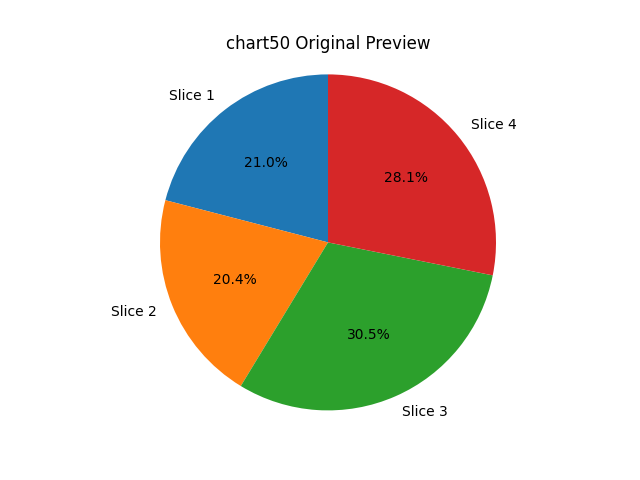 chart50 Original Preview
Slice 1
Slice 4
21.0%
28.1%
20.4%
Slice 2
30.5%
Slice 3